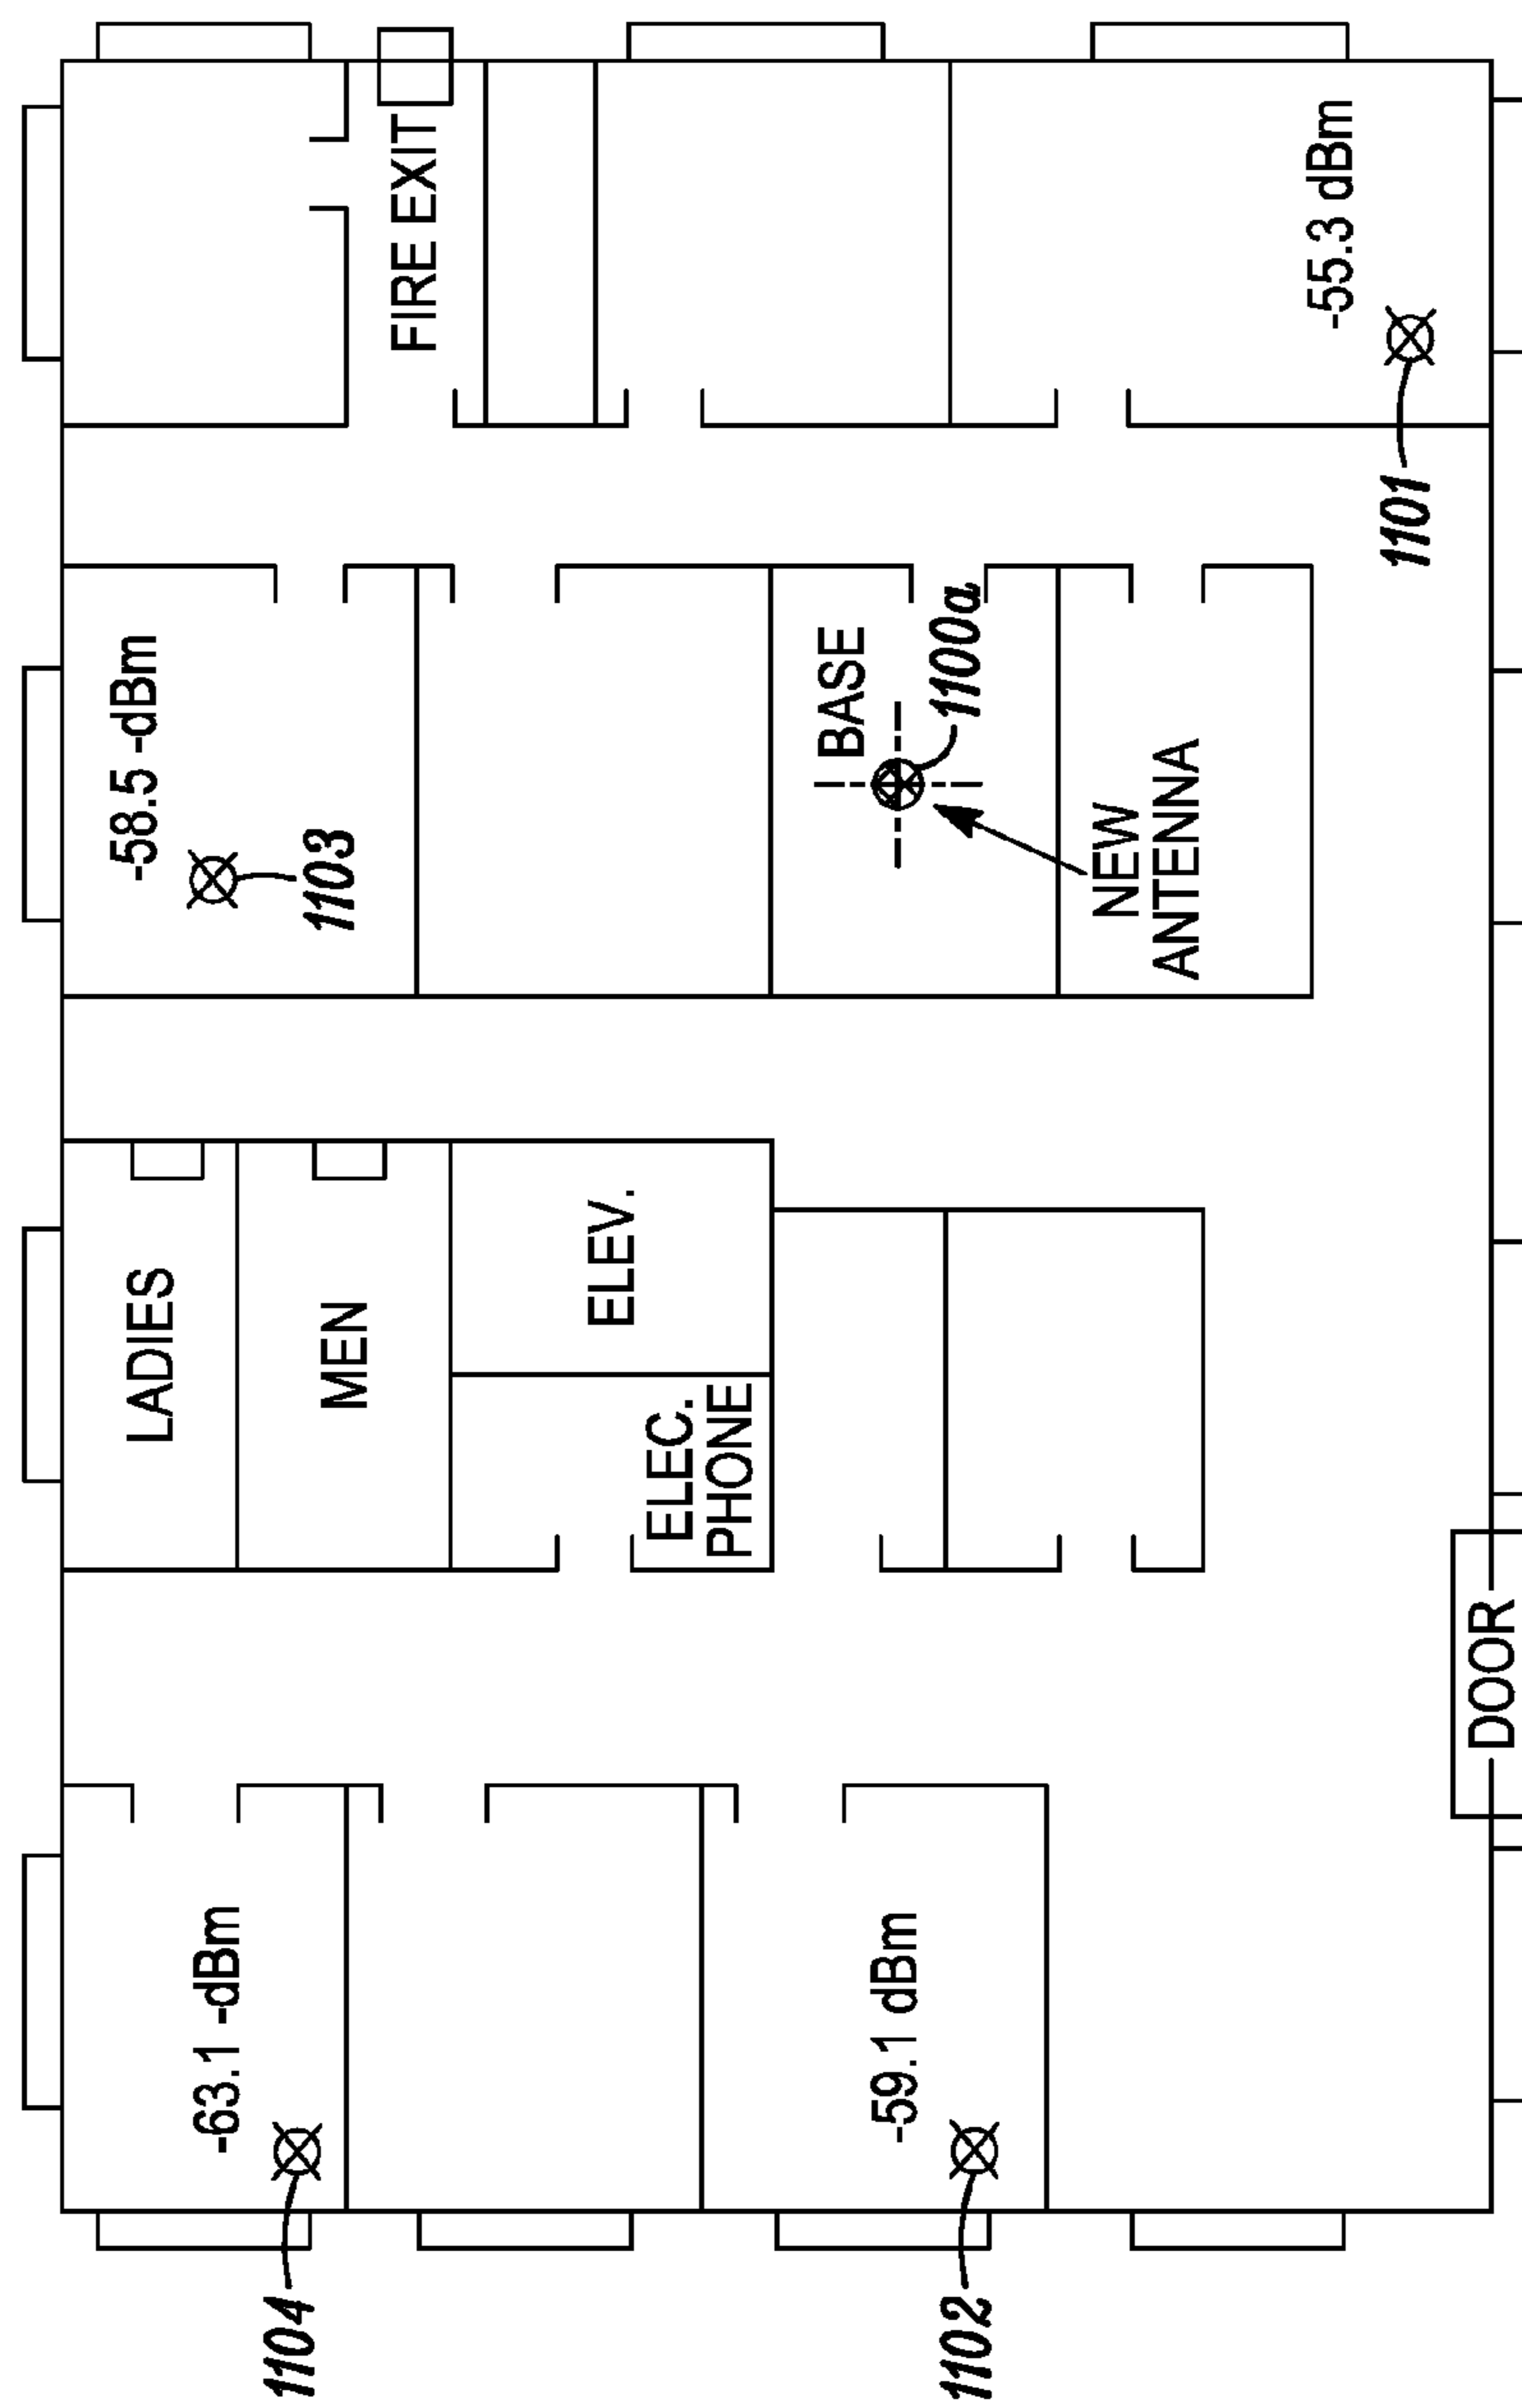 -63.1 -dBm
1104
LADIES
MEN
-58.5 -dBm
1103
FIRE EXIT
ELEC.
PHONE
ELEV.
-59.1 dBm
1102
BASE
1100a
NEW
ANTENNA
-55.3 dBm
1101
DOOR